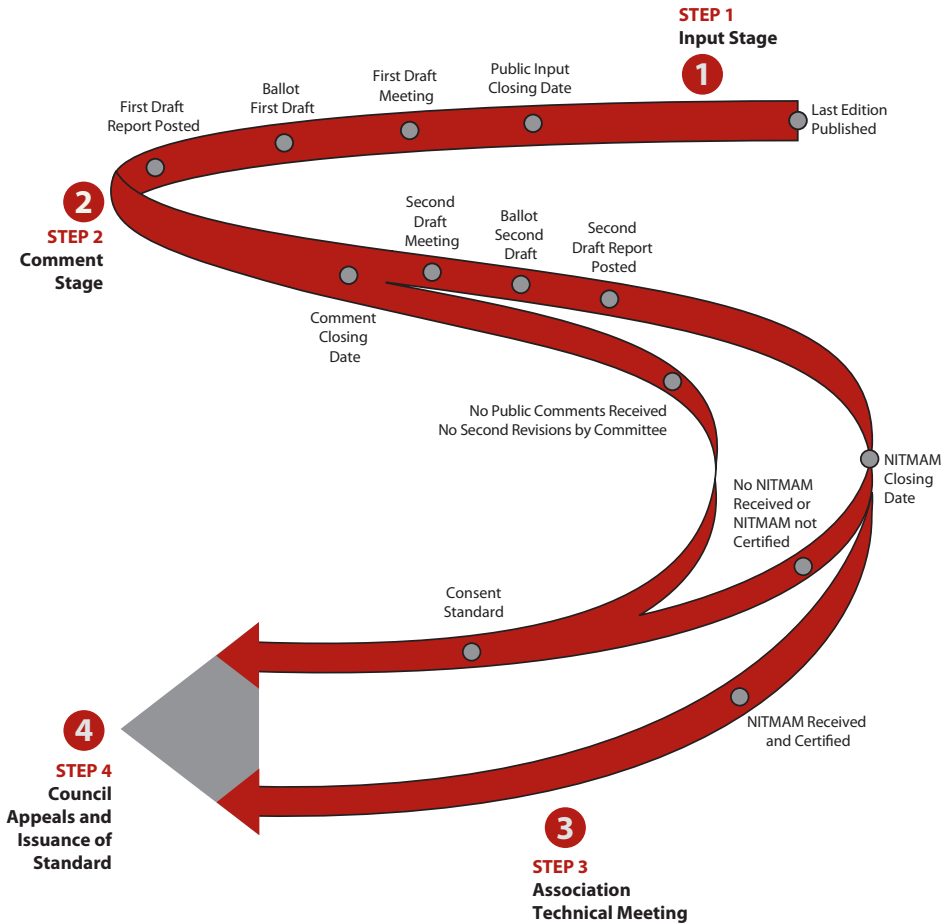 STEP 1
Input Stage
1
Last Edition
Published
Public Input
Closing Date
First Draft
Meeting
Ballot
First Draft
First Draft
Report Posted
2
STEP 2
Comment
Stage
Comment
Closing
Date
Second
Draft
Meeting
Ballot
Second
Draft
Second
Draft Report
Posted
No Public Comments Received
No Second Revisions by Committee
NITMAM
Closing
Date
No NITMAM
Received or
NITMAM not
Certified
Consent
Standard
NITMAM Received
and Certified
3
STEP 3
Association
Technical Meeting
4
STEP 4
Council
Appeals and
Issuance of
Standard